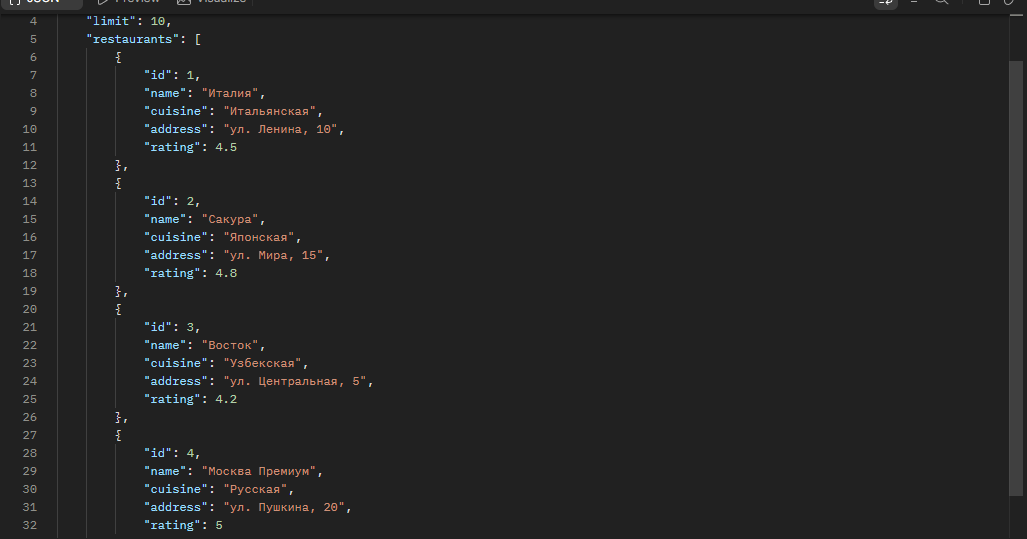 JSON Preview Visualize
4 "limit": 10,
5 "restaurants": [
6 {
7 "id": 1,
8 "name": "Италия",
9 "cuisine": "Итальянская",
10 "address": "ул. Ленина, 10",
11 "rating": 4.5
12 },
13 {
14 "id": 2,
15 "name": "Сакура",
16 "cuisine": "Японская",
17 "address": "ул. Мира, 15",
18 "rating": 4.8
19 },
20 {
21 "id": 3,
22 "name": "Восток",
23 "cuisine": "Узбекская",
24 "address": "ул. Центральная, 5",
25 "rating": 4.2
26 },
27 {
28 "id": 4,
29 "name": "Москва Премиум",
30 "cuisine": "Русская",
31 "address": "ул. Пушкина, 20",
32 "rating": 5